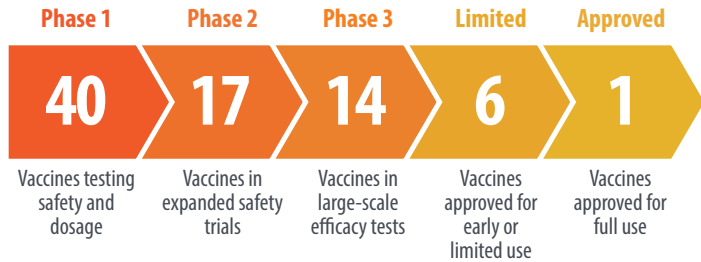 Phase 1
Phase 2
Phase 3
Limited
Approved
40
17
14
6
1
Vaccines testing
safety and
dosage
Vaccines in
expanded safety
trials
Vaccines in
large-scale
efficacy tests
Vaccines
approved for
early or
limited use
Vaccines
approved for
full use